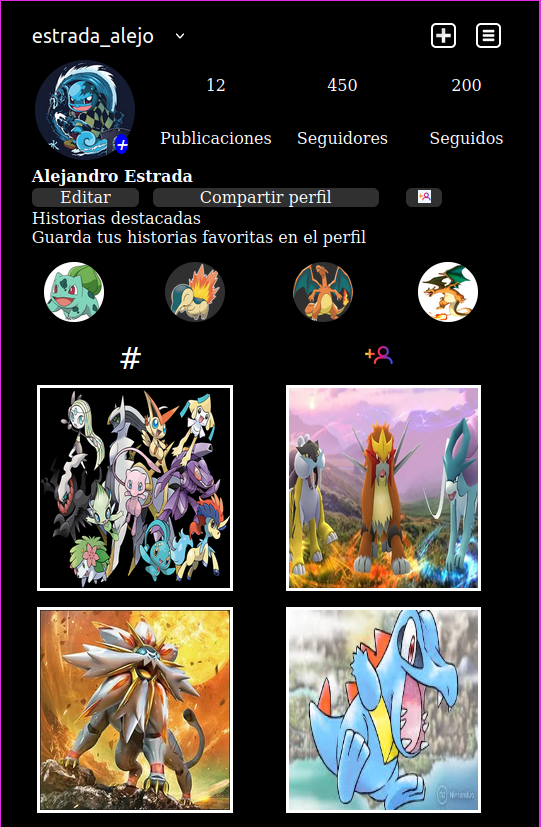 estrada_alejo
12 450 200
Publicaciones Seguidores Seguidos
Alejandro Estrada
Editar Compartir perfil
Historias destacadas
Guarda tus historias favoritas en el perfil
#
Nintendo